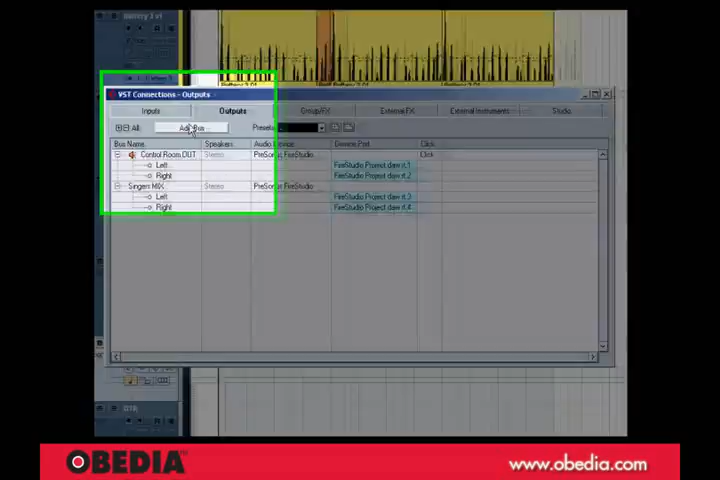 VST Connections - Outputs
Inputs Outputs Group/FX External FX External Instruments Studio
All Add Bus Presets
Bus Name Speakers Audio Device Device Port Click
Control Room OUT Stereo PreSonus FireStudio Click
Left FireStudio Project daw rt.1
Right FireStudio Project daw rt.2
Singers MIX Stereo PreSonus FireStudio
Left FireStudio Project daw rt.3
Right FireStudio Project daw rt.4
OBEDIA™
www.obedia.com